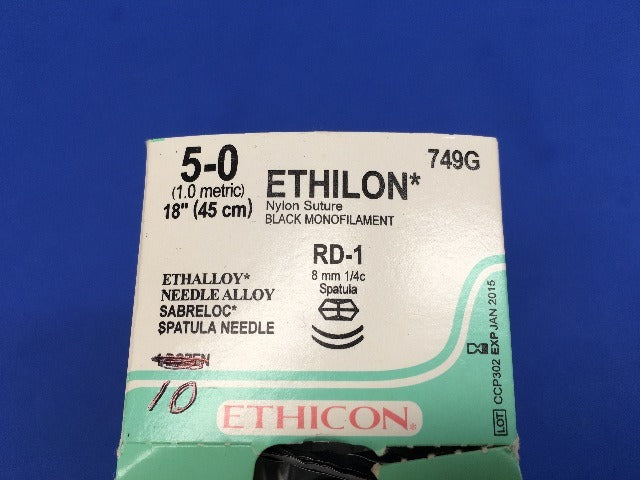 5-0
(1.0 metric)
18" (45 cm)
ETHILON*
Nylon Suture
BLACK MONOFILAMENT
749G
RD-1
8 mm 1/4c
Spatula
ETHALLOY*
NEEDLE ALLOY
SABRELOC*
SPATULA NEEDLE
10
ETHICON
LOT CCP302 EXP JAN 2015